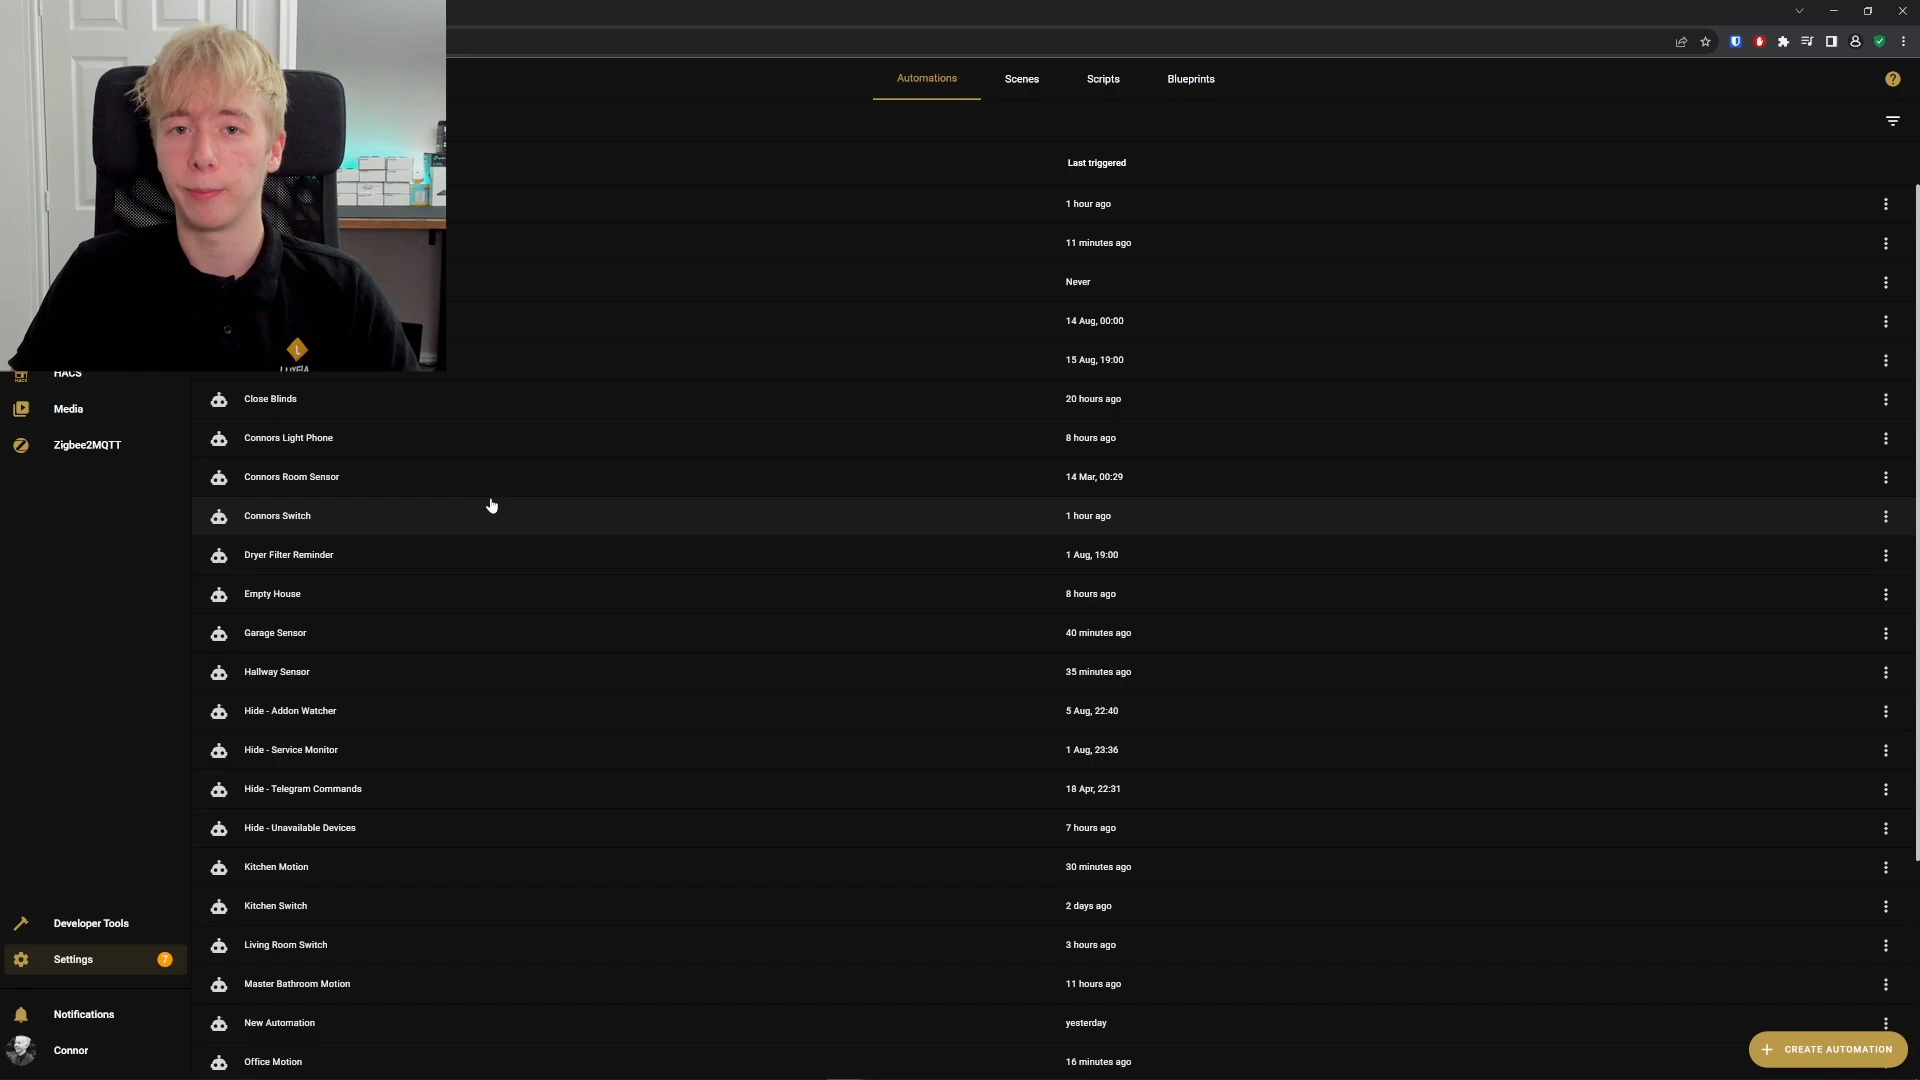 Automations Scenes Scripts Blueprints
Last triggered
1 hour ago
11 minutes ago
Never
14 Aug, 00:00
15 Aug, 19:00
L
HACS
Media
Zigbee2MQTT
Close Blinds 20 hours ago
Connors Light Phone 8 hours ago
Connors Room Sensor 14 Mar, 00:29
Connors Switch 1 hour ago
Dryer Filter Reminder 1 Aug, 19:00
Empty House 8 hours ago
Garage Sensor 40 minutes ago
Hallway Sensor 35 minutes ago
Hide - Addon Watcher 5 Aug, 22:40
Hide - Service Monitor 1 Aug, 23:36
Hide - Telegram Commands 18 Apr, 22:31
Hide - Unavailable Devices 7 hours ago
Kitchen Motion 30 minutes ago
Kitchen Switch 2 days ago
Living Room Switch 3 hours ago
Master Bathroom Motion 11 hours ago
New Automation yesterday
Office Motion 16 minutes ago
Developer Tools
Settings 7
Notifications
Connor
CREATE AUTOMATION